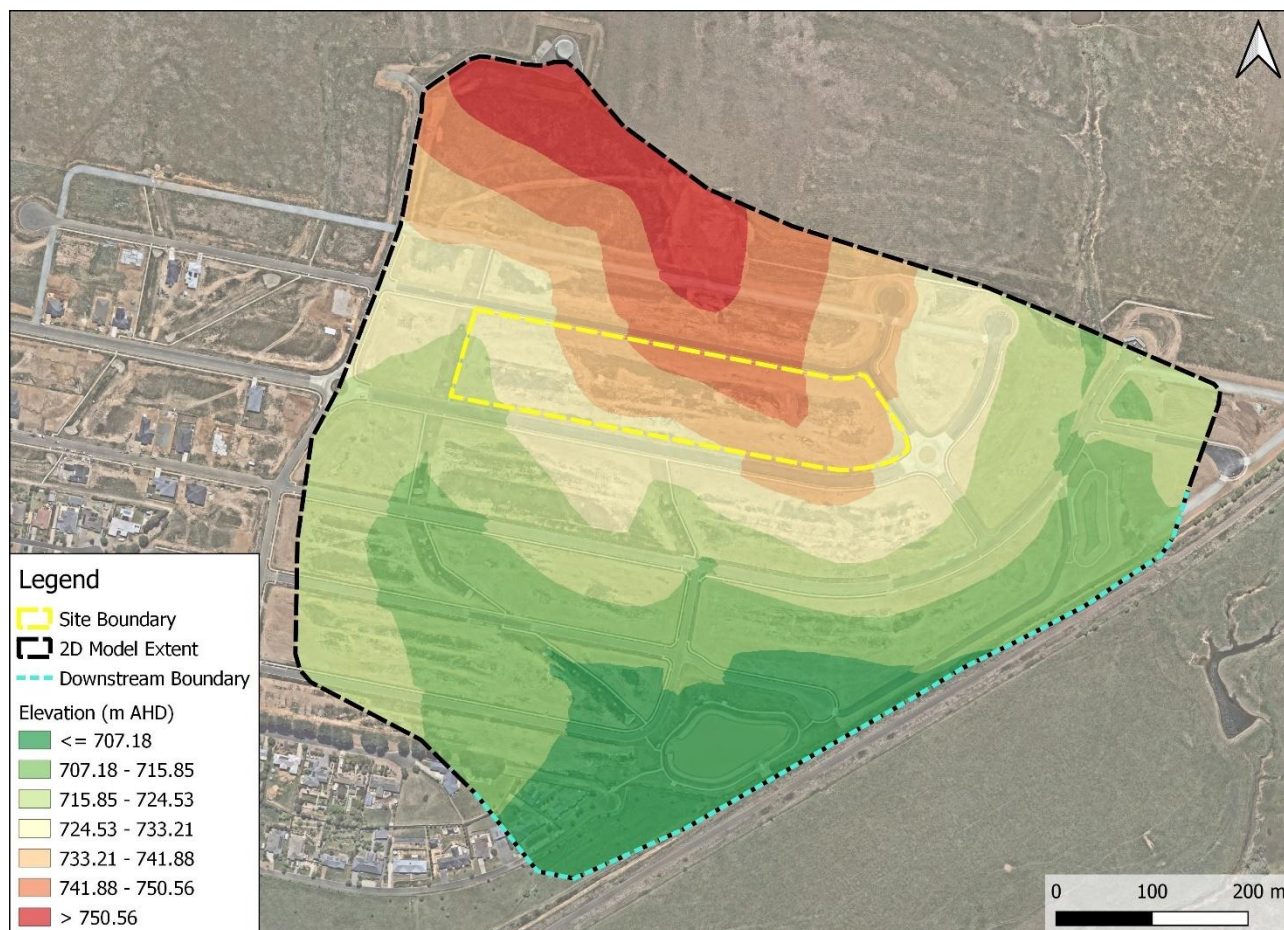 Legend
Site Boundary
2D Model Extent
Downstream Boundary
Elevation (m AHD)
<= 707.18
707.18 - 715.85
715.85 - 724.53
724.53 - 733.21
733.21 - 741.88
741.88 - 750.56
> 750.56
0 100 200 m